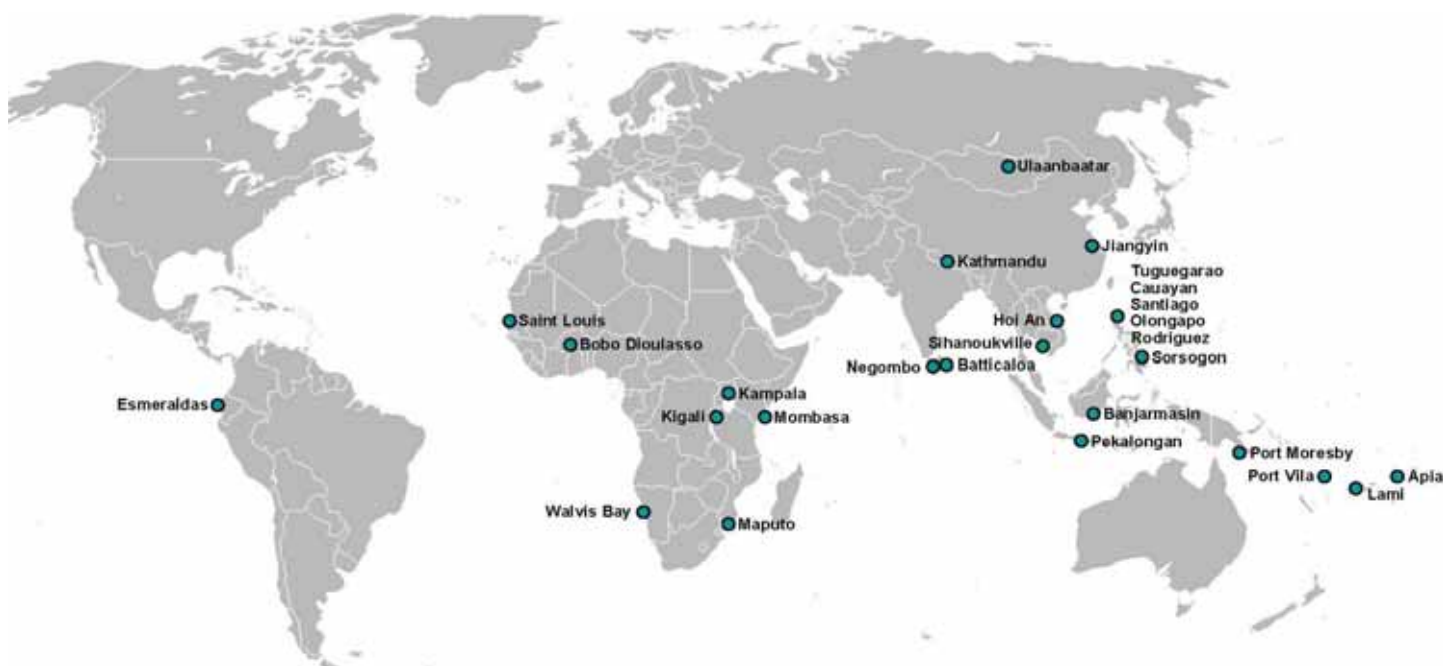 Ulaanbaatar
Jiangyin
Kathmandu
Tuguegarao
Cauayan
Santiago
Olongapo
Rodriguez
Sorsogon
Saint Louis
Hoi An
Bobo Dioulasso
Sihanoukville
Negombo
Batticaloa
Kampala
Esmeraldas
Kigali
Mombasa
Banjarmasin
Pekalongan
Port Moresby
Port Vila
Apia
Lami
Walvis Bay
Maputo